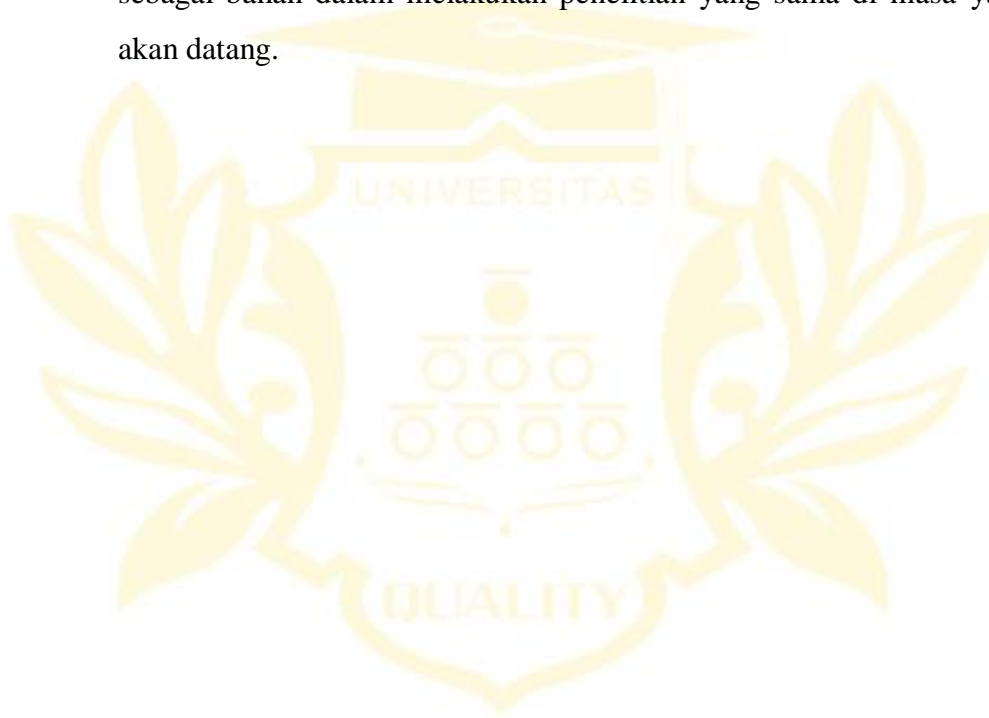 sebagai bahan dalam melakukan penelitian yang sama di masa
akan datang.
UNIVERSITAS
QUALITY